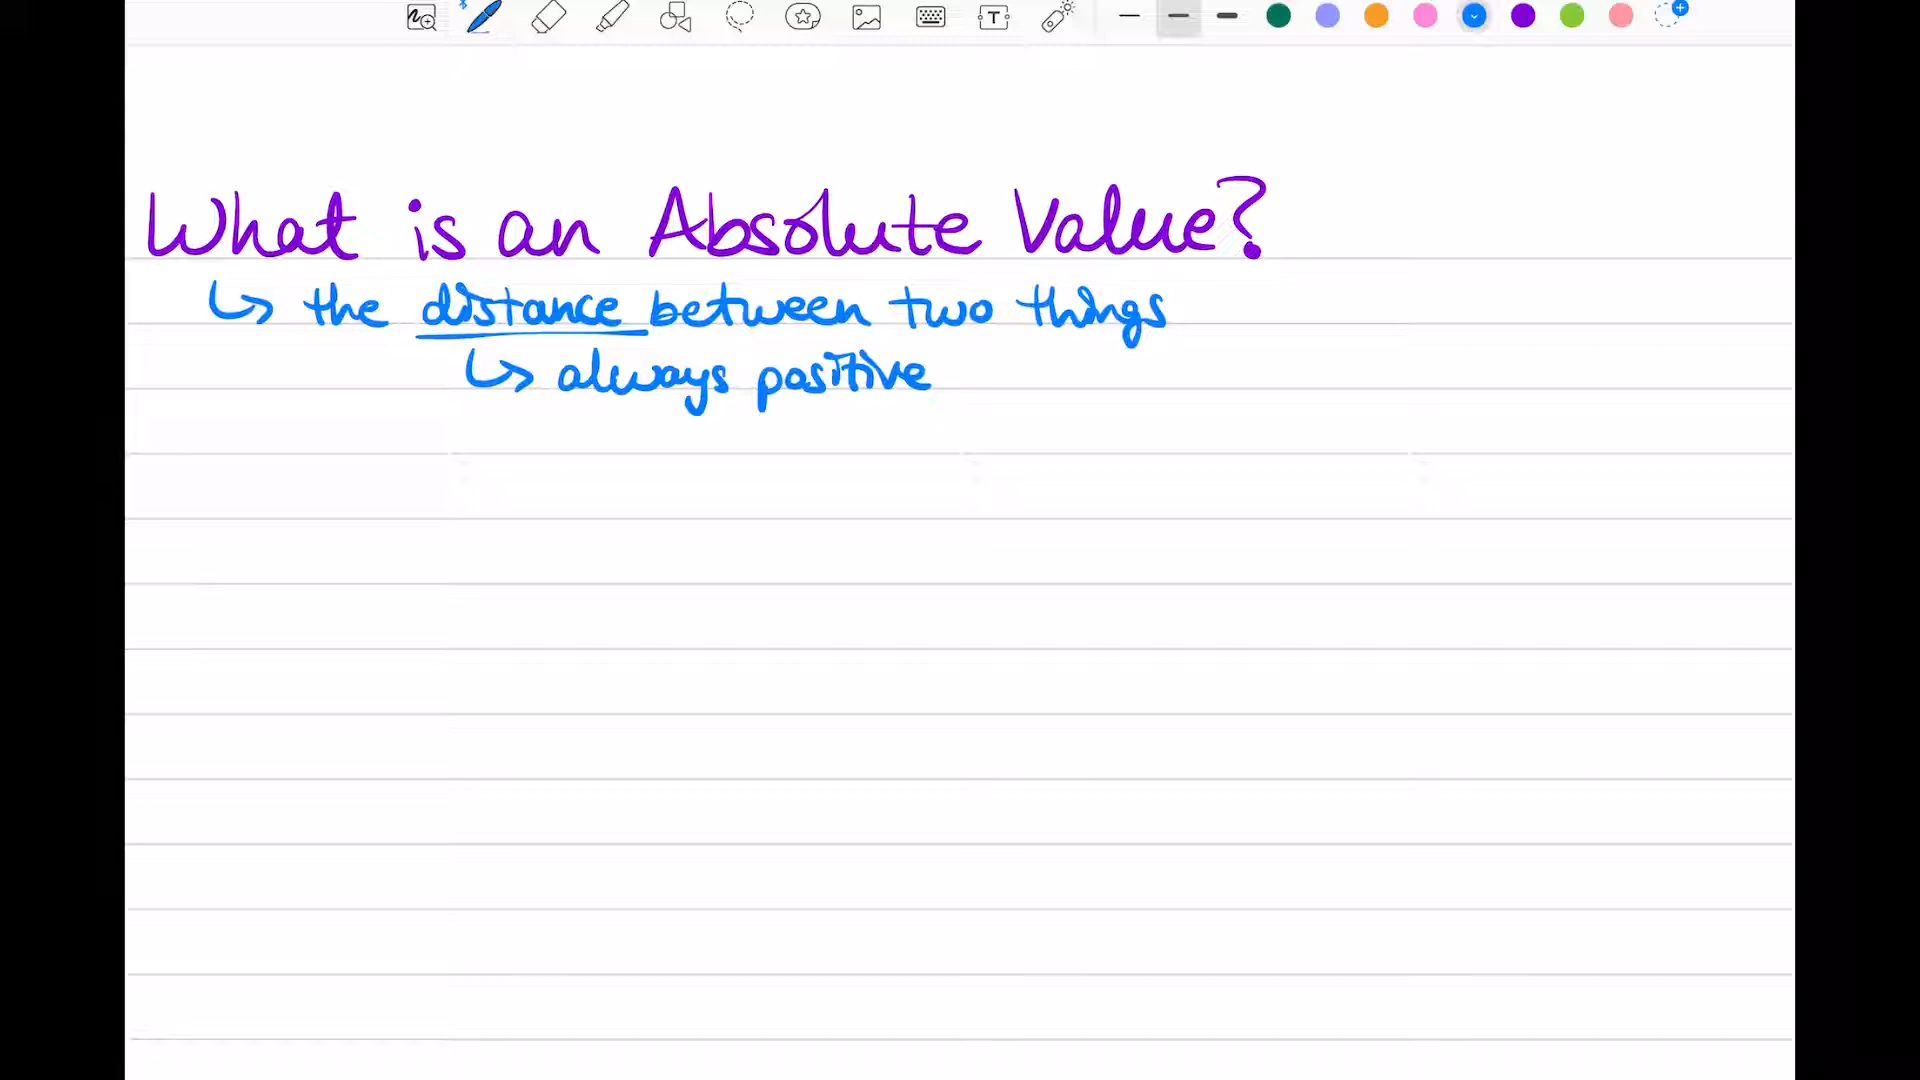 What is an Absolute Value?
↳ the distance between two things
↳ always positive